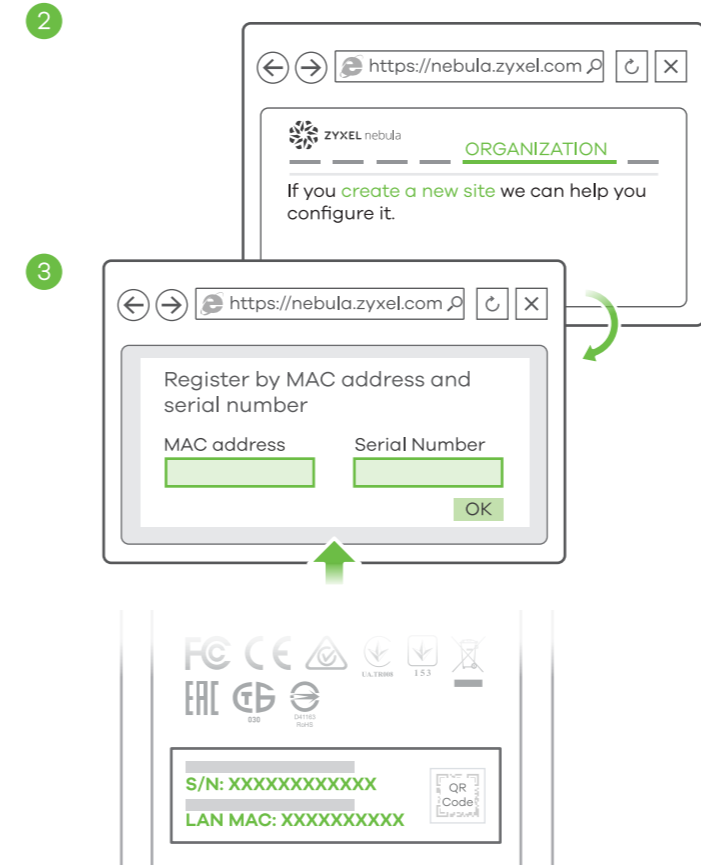 2
https://nebula.zyxel.com
ZYXEL nebula
ORGANIZATION
If you create a new site we can help you
configure it.
3
https://nebula.zyxel.com
Register by MAC address and
serial number
MAC address Serial Number
OK
FC CE UA.TR008 153
EAC 030 D41163
RoHS
S/N: XXXXXXXXXXXX
QR
Code
LAN MAC: XXXXXXXXXX